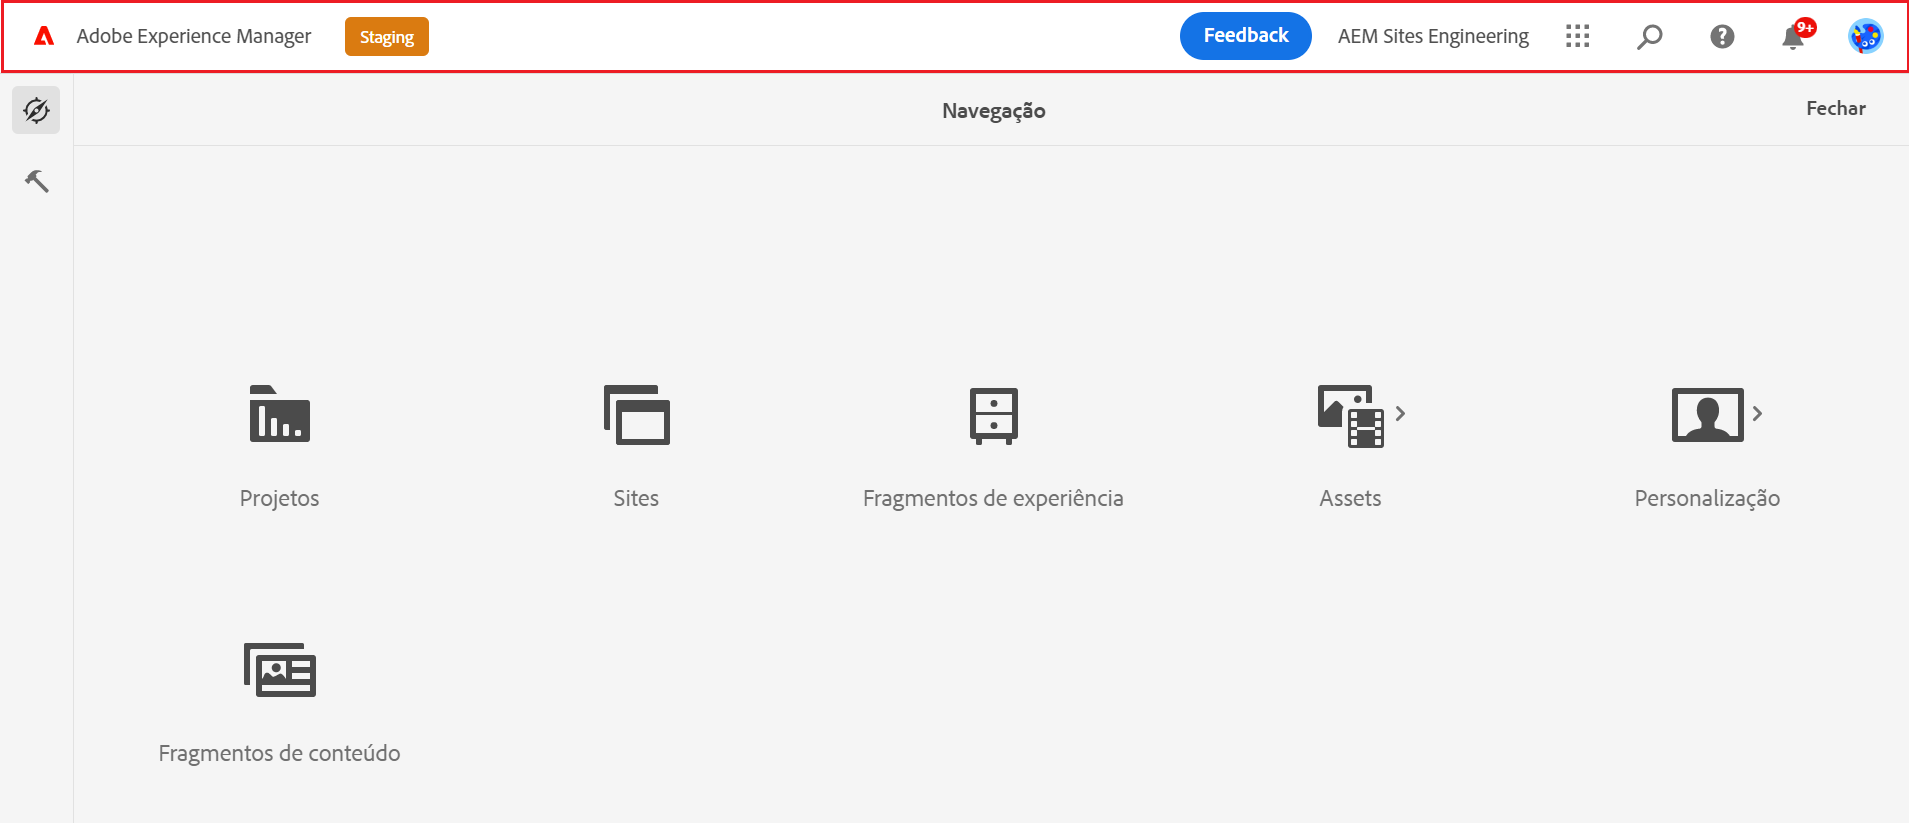 Adobe Experience Manager
Staging
Feedback
AEM Sites Engineering
9+
Navegação
Fechar
Projetos
Sites
Fragmentos de experiência
Assets
Personalização
Fragmentos de conteúdo